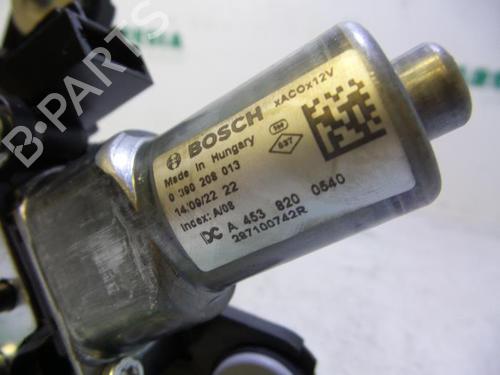 B-PARTS
BOSCH
xACOx12V
Made in Hungary
0 390 208 013
14/09/22 22
Index: A/08
DC A 453 820 0540
287100742R